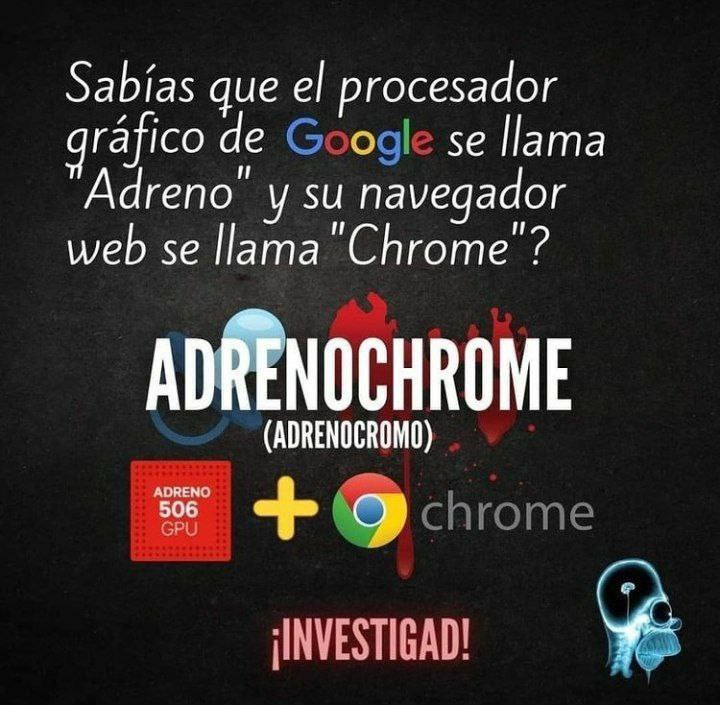 Sabías que el procesador
gráfico de Google se llama
"Adreno" y su navegador
web se llama "Chrome"?
ADRENOCHROME
(ADRENOCROMO)
ADRENO
506
GPU
+
chrome
¡INVESTIGAD!